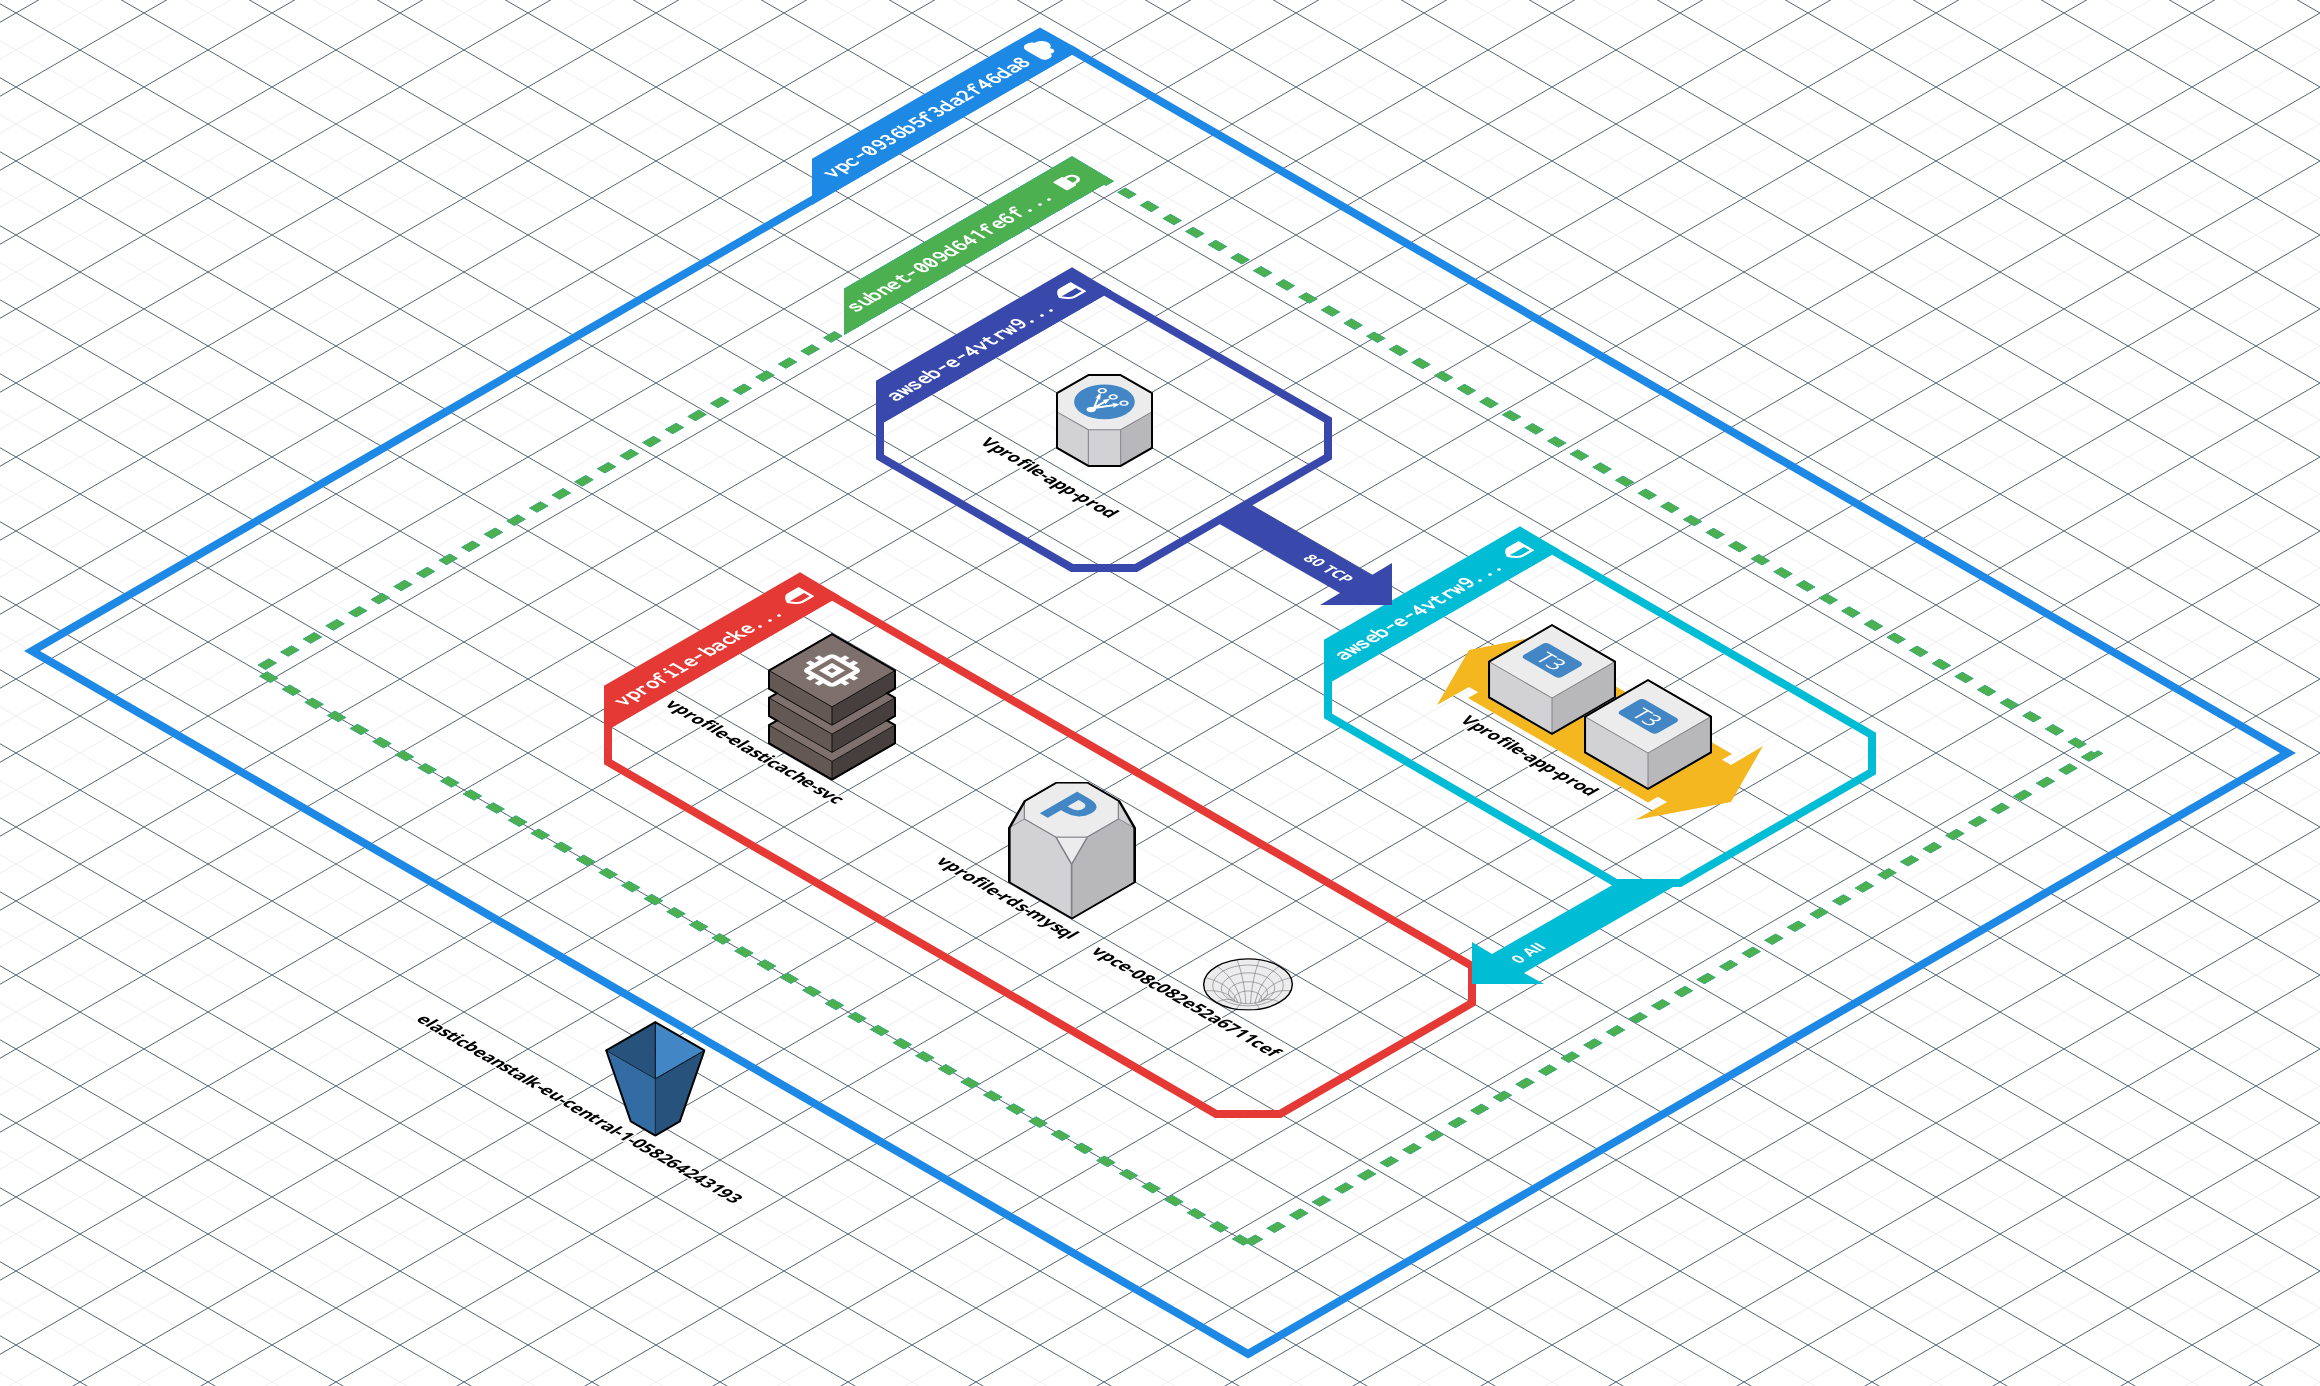 vpc-0936b5f3da2f46da8
subnet-009d641fe6f...
awseb-e-4vtrw9...
Vprofile-app-prod
80 TCP
awseb-e-4vtrw9...
T3
T3
Vprofile-app-prod
vprofile-backe...
vprofile-elasticache-svc
P
vprofile-rds-mysql
0 All
vpce-08c082e52a6711cef
elasticbeanstalk-eu-central-1-058264243193